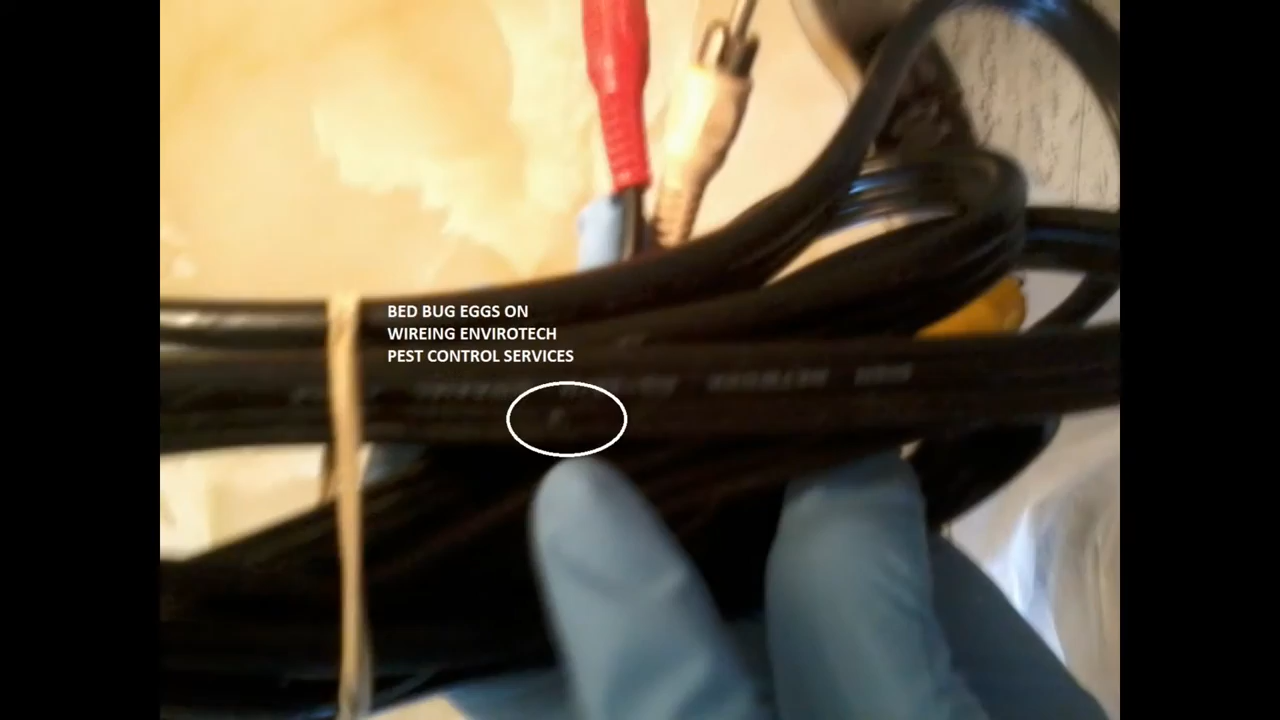 BED BUG EGGS ON
WIREING ENVIROTECH
PEST CONTROL SERVICES